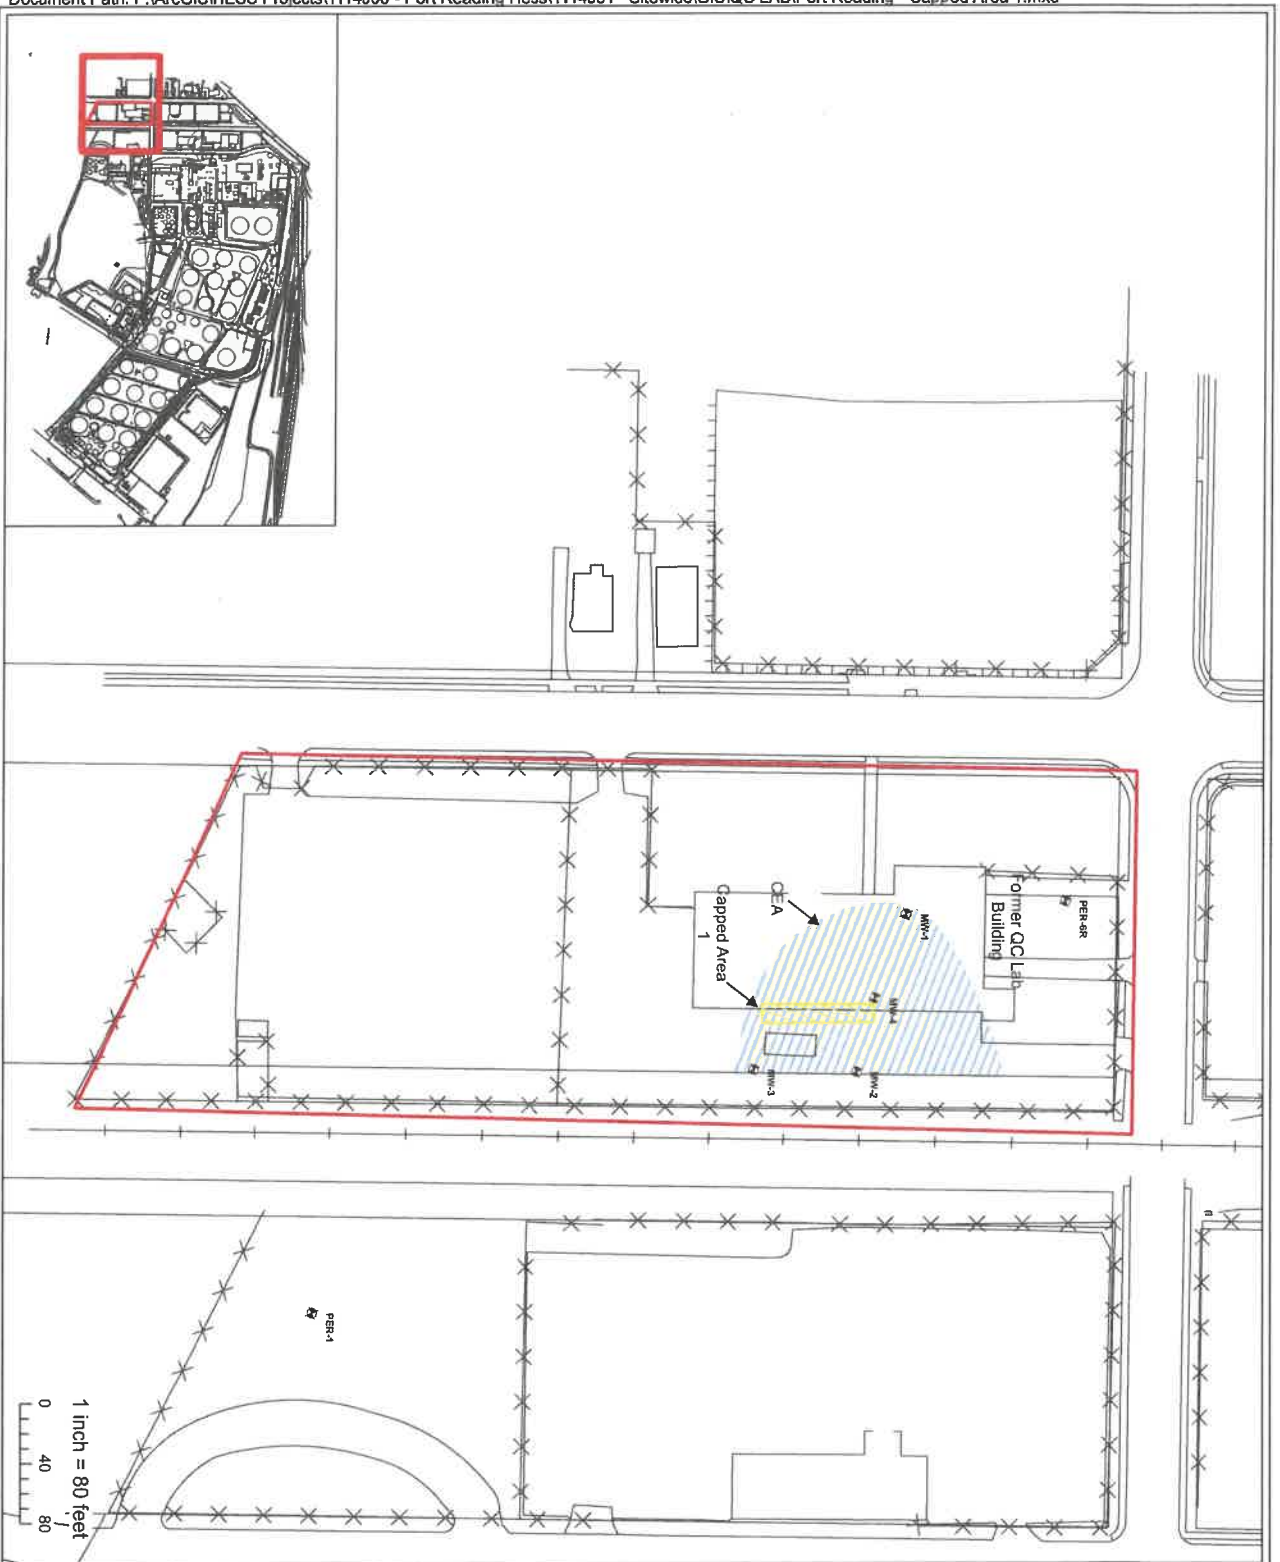 Former QC Lab
Building
PER-6R
CEA
MW-1
Capped Area
1
MW-4
MW-3
MW-2
PER-1
1 inch = 80 feet
0 40 80